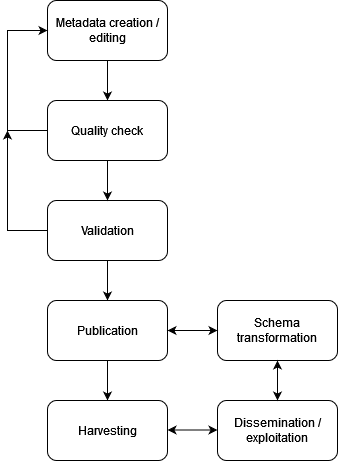 Metadata creation /
editing
Quality check
Validation
Publication
Schema
transformation
Harvesting
Dissemination /
exploitation